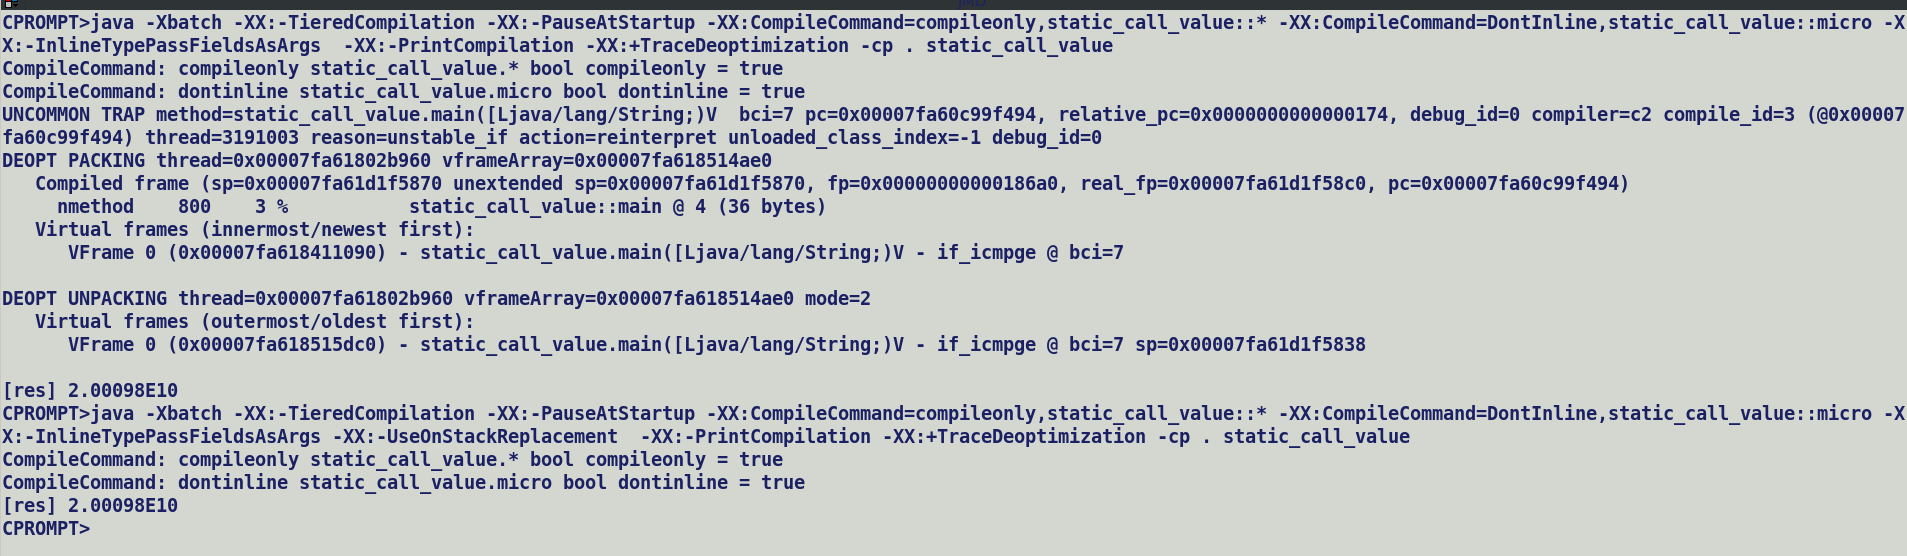 CPROMPT>java -Xbatch -XX:-TieredCompilation -XX:-PauseAtStartup -XX:CompileCommand=compileonly,static_call_value::* -XX:CompileCommand=DontInline,static_call_value::micro -X
X:-InlineTypePassFieldsAsArgs  -XX:-PrintCompilation -XX:+TraceDeoptimization -cp . static_call_value
CompileCommand: compileonly static_call_value.* bool compileonly = true
CompileCommand: dontinline static_call_value.micro bool dontinline = true
UNCOMMON TRAP method=static_call_value.main([Ljava/lang/String;)V  bci=7 pc=0x00007fa60c99f494, relative_pc=0x0000000000000174, debug_id=0 compiler=c2 compile_id=3 (@0x00007
fa60c99f494) thread=3191003 reason=unstable_if action=reinterpret unloaded_class_index=-1 debug_id=0
DEOPT PACKING thread=0x00007fa61802b960 vframeArray=0x00007fa618514ae0
   Compiled frame (sp=0x00007fa61d1f5870 unextended sp=0x00007fa61d1f5870, fp=0x00000000000186a0, real_fp=0x00007fa61d1f58c0, pc=0x00007fa60c99f494)
     nmethod    800    3 %           static_call_value::main @ 4 (36 bytes)
   Virtual frames (innermost/newest first):
      VFrame 0 (0x00007fa618411090) - static_call_value.main([Ljava/lang/String;)V - if_icmpge @ bci=7
DEOPT UNPACKING thread=0x00007fa61802b960 vframeArray=0x00007fa618514ae0 mode=2
   Virtual frames (outermost/oldest first):
      VFrame 0 (0x00007fa618515dc0) - static_call_value.main([Ljava/lang/String;)V - if_icmpge @ bci=7 sp=0x00007fa61d1f5838
[res] 2.00098E10
CPROMPT>java -Xbatch -XX:-TieredCompilation -XX:-PauseAtStartup -XX:CompileCommand=compileonly,static_call_value::* -XX:CompileCommand=DontInline,static_call_value::micro -X
X:-InlineTypePassFieldsAsArgs -XX:-UseOnStackReplacement  -XX:-PrintCompilation -XX:+TraceDeoptimization -cp . static_call_value
CompileCommand: compileonly static_call_value.* bool compileonly = true
CompileCommand: dontinline static_call_value.micro bool dontinline = true
[res] 2.00098E10
CPROMPT>